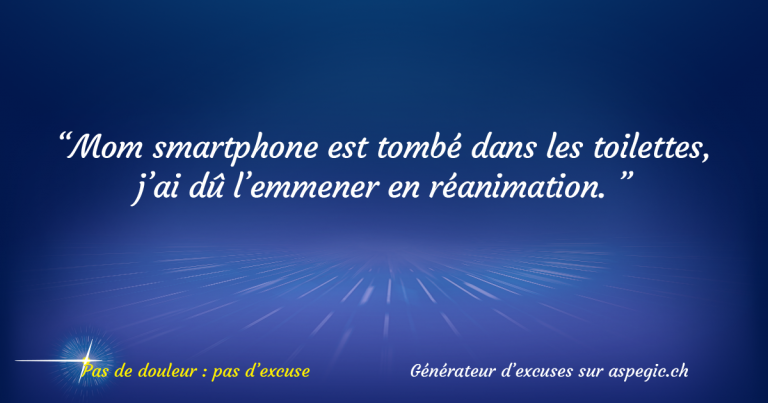 “Mom smartphone est tombé dans les toilettes,
j’ai dû l’emmener en réanimation. ”
Pas de douleur : pas d’excuse
Générateur d’excuses sur aspegic.ch